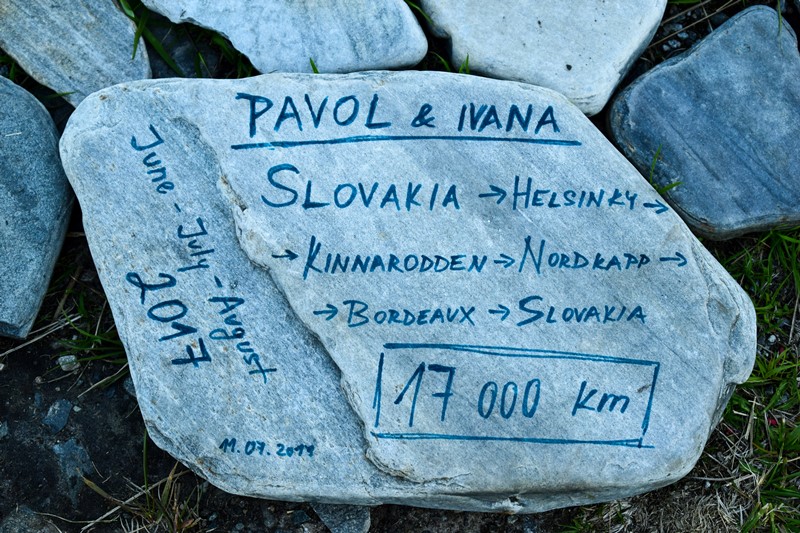 PAVOL & IVANA
SLOVAKIA → HELSINKY →
→ KINNARODDEN → NORDKAPP →
→ BORDEAUX → SLOVAKIA
17 000 km
June - July - August
2017
11.07.2017